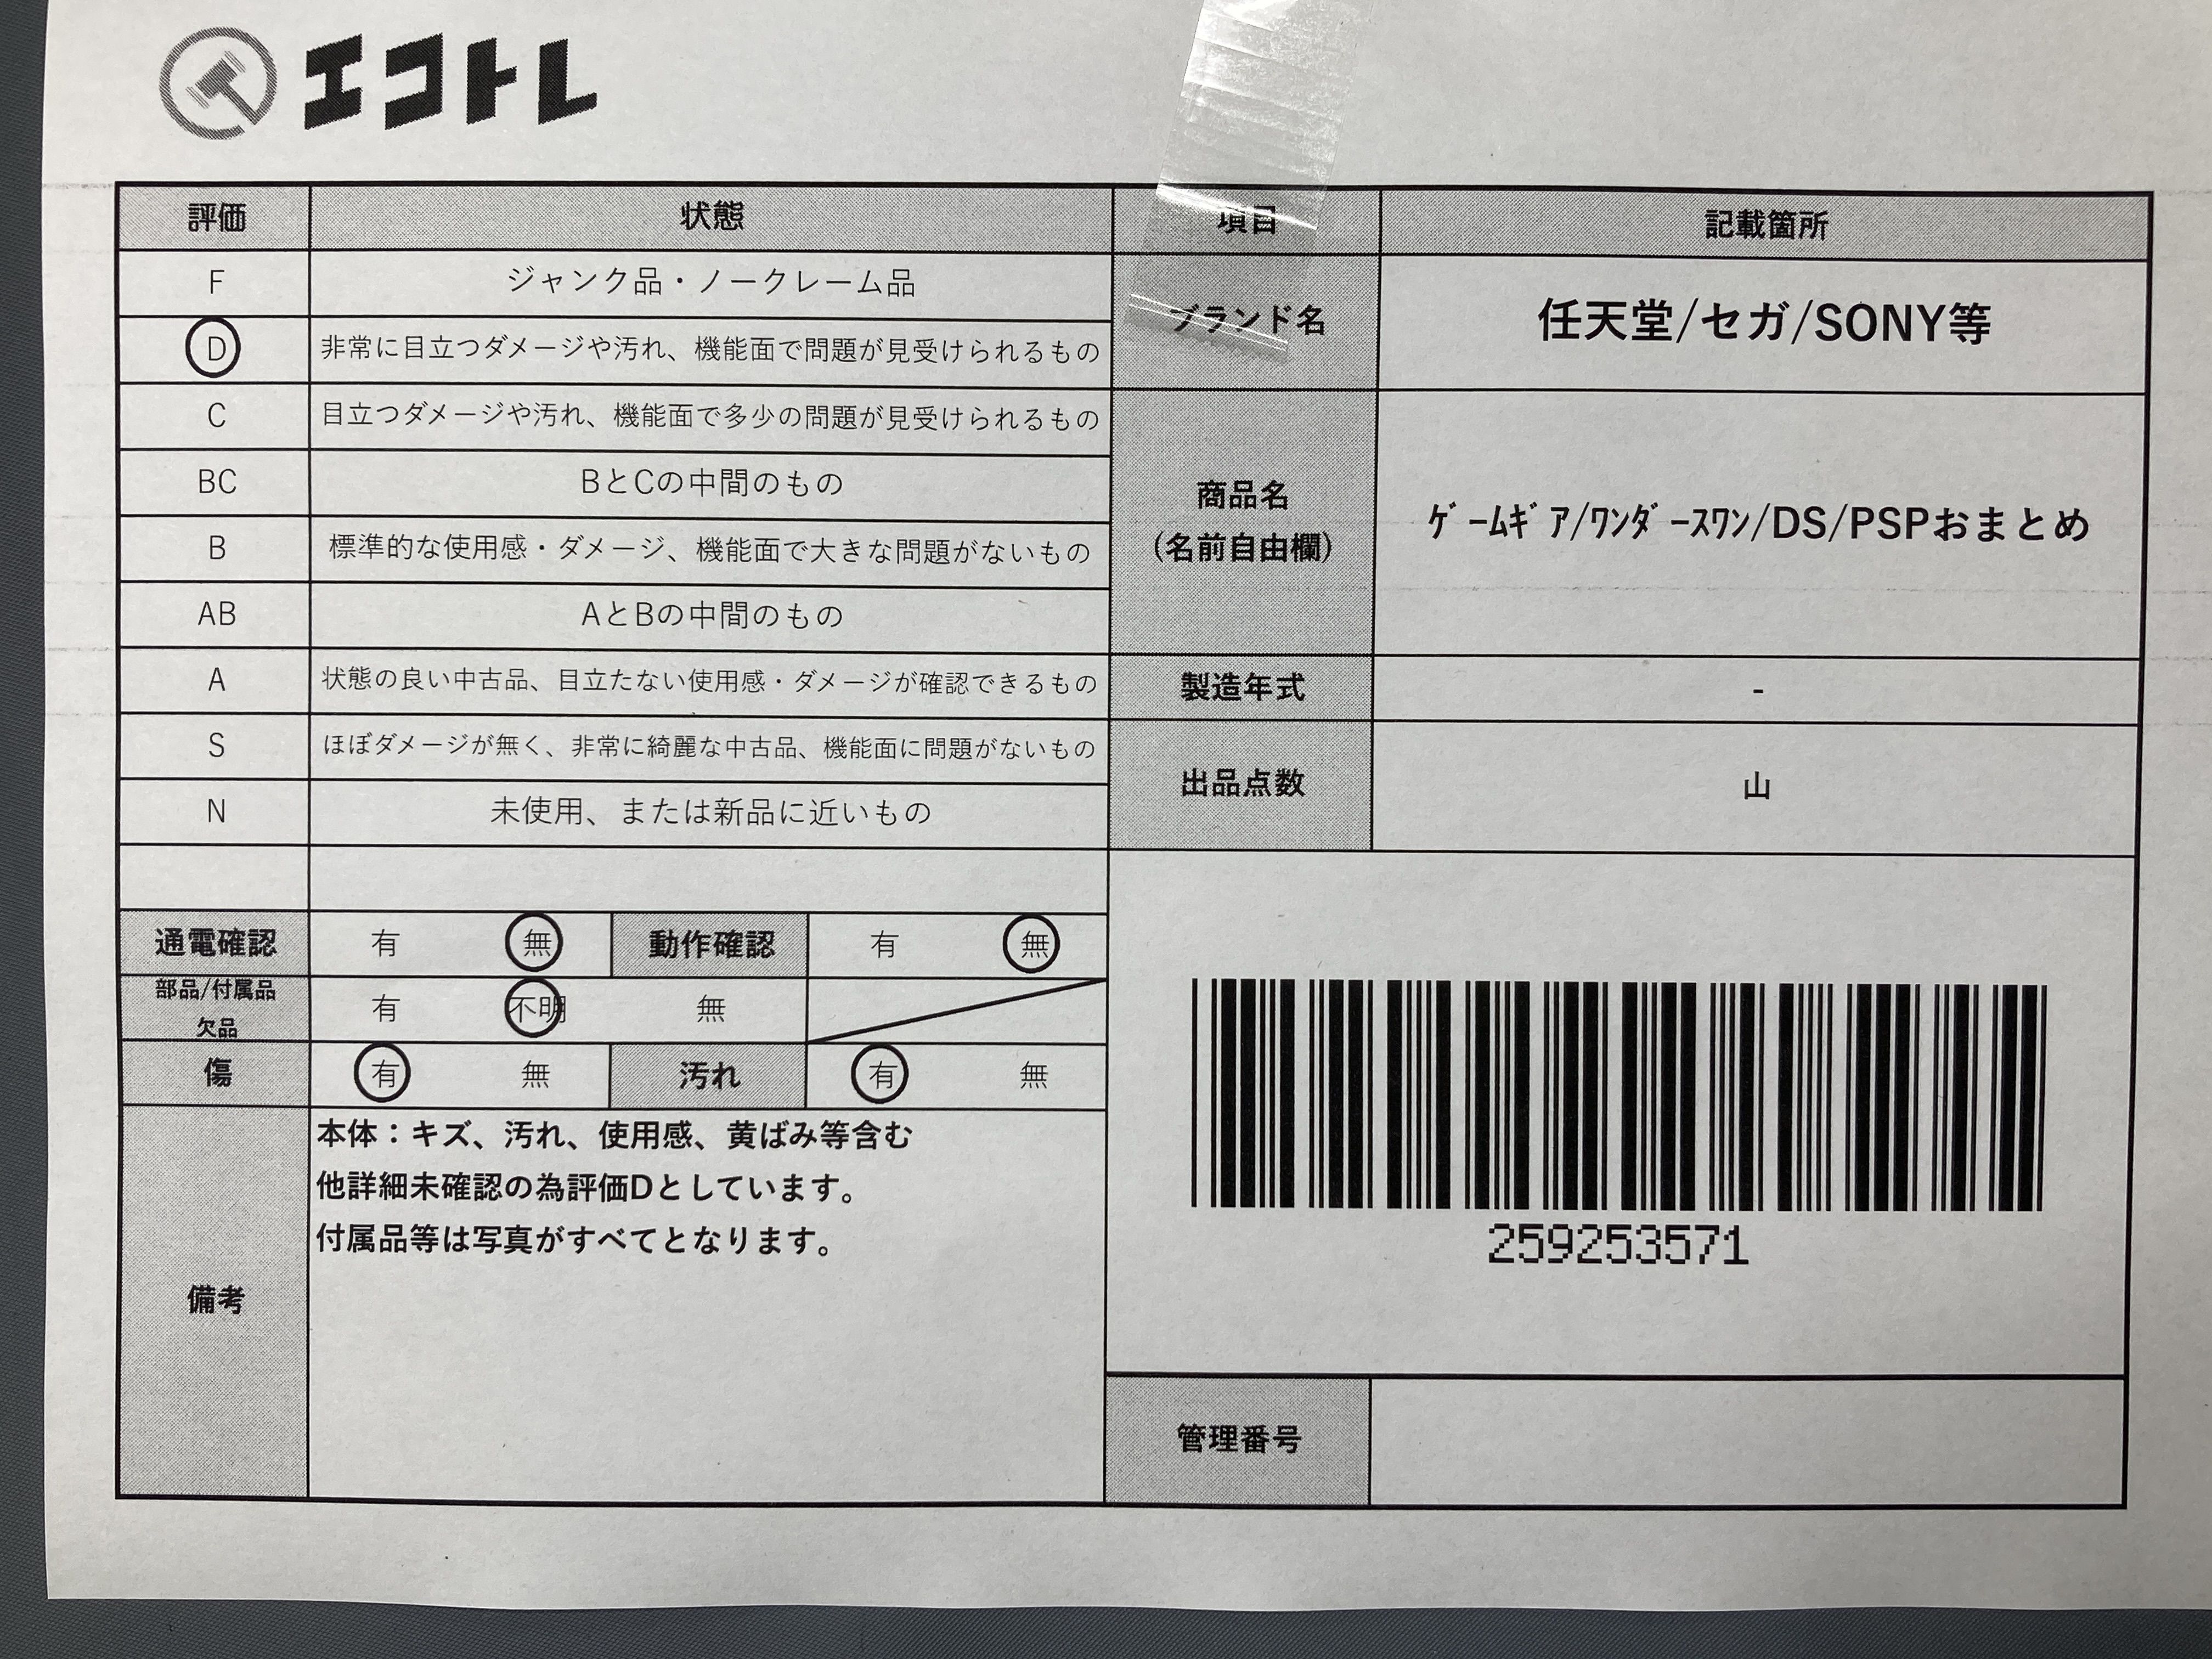 エコトレ
評価 状態
F ジャンク品・ノークレーム品
D 非常に目立つダメージや汚れ、機能面で問題が見受けられるもの
C 目立つダメージや汚れ、機能面で多少の問題が見受けられるもの
BC BとCの中間のもの
B 標準的な使用感・ダメージ、機能面で大きな問題がないもの
AB AとBの中間のもの
A 状態の良い中古品、目立たない使用感・ダメージが確認できるもの
S ほぼダメージが無く、非常に綺麗な中古品、機能面に問題がないもの
N 未使用、または新品に近いもの
通電確認 有 無 動作確認 有 無
部品/付属品
欠品
有 不明 無
傷 有 無 汚れ 有 無
備考
本体：キズ、汚れ、使用感、黄ばみ等含む
他詳細未確認の為評価Dとしています。
付属品等は写真がすべてとなります。
項目 記載箇所
ブランド名 任天堂/セガ/SONY等
商品名
(名前自由欄)
ｹﾞｰﾑｷﾞｱ/ﾜﾝﾀﾞｰｽﾜﾝ/DS/PSPおまとめ
製造年式 -
出品点数 山
259253571
管理番号